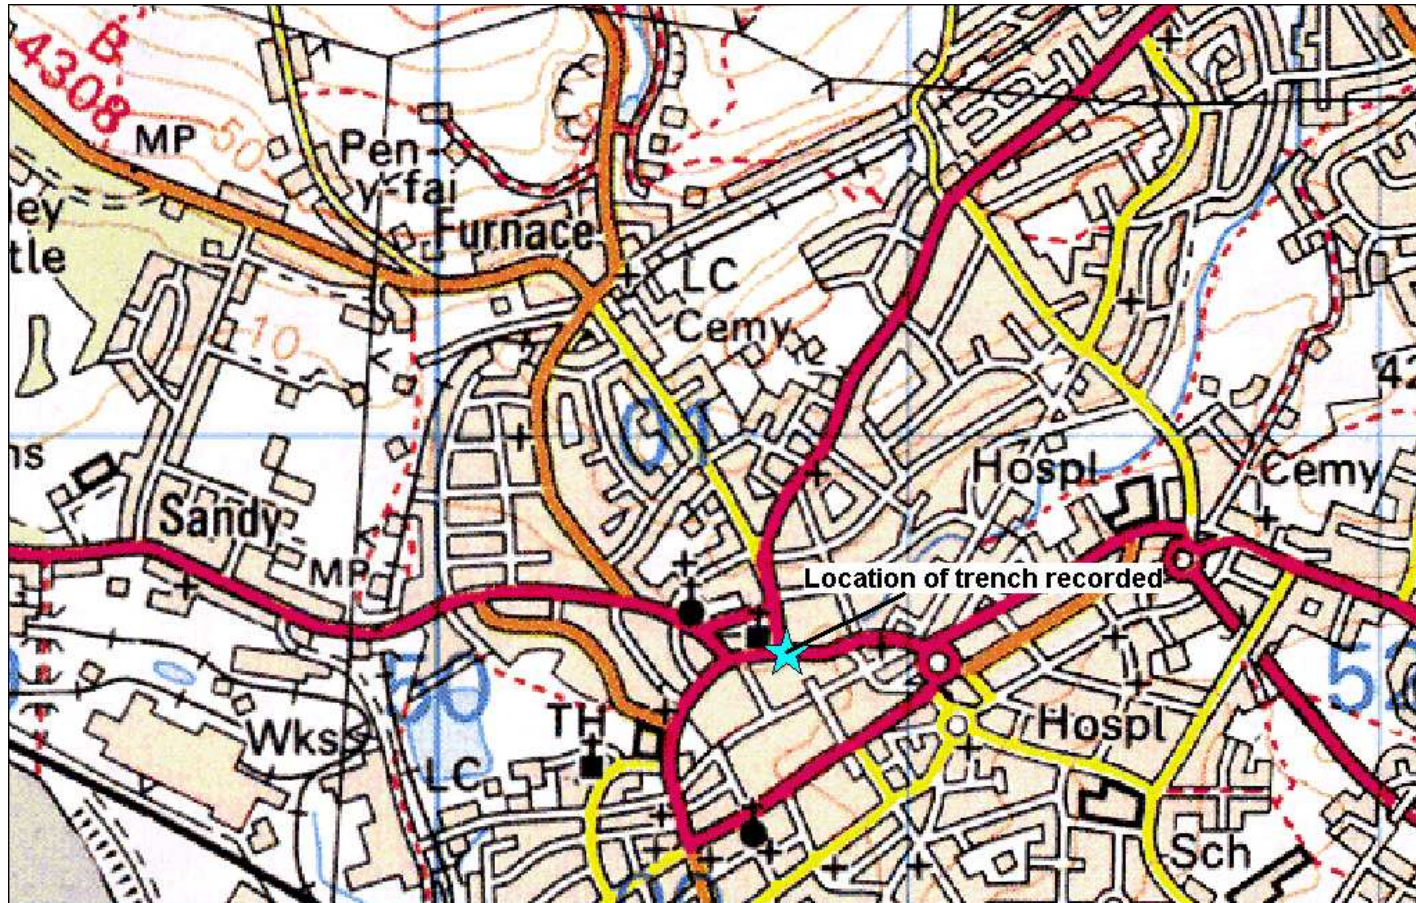 B
4308
MP
50
Pen-
y-fai
ley
tle
Furnace
LC
Cemy
10
42
01
ns
Hospl
Cemy
Sandy
MP
Location of trench recorded
50
52
TH
Wks
Hospl
LC
Sch